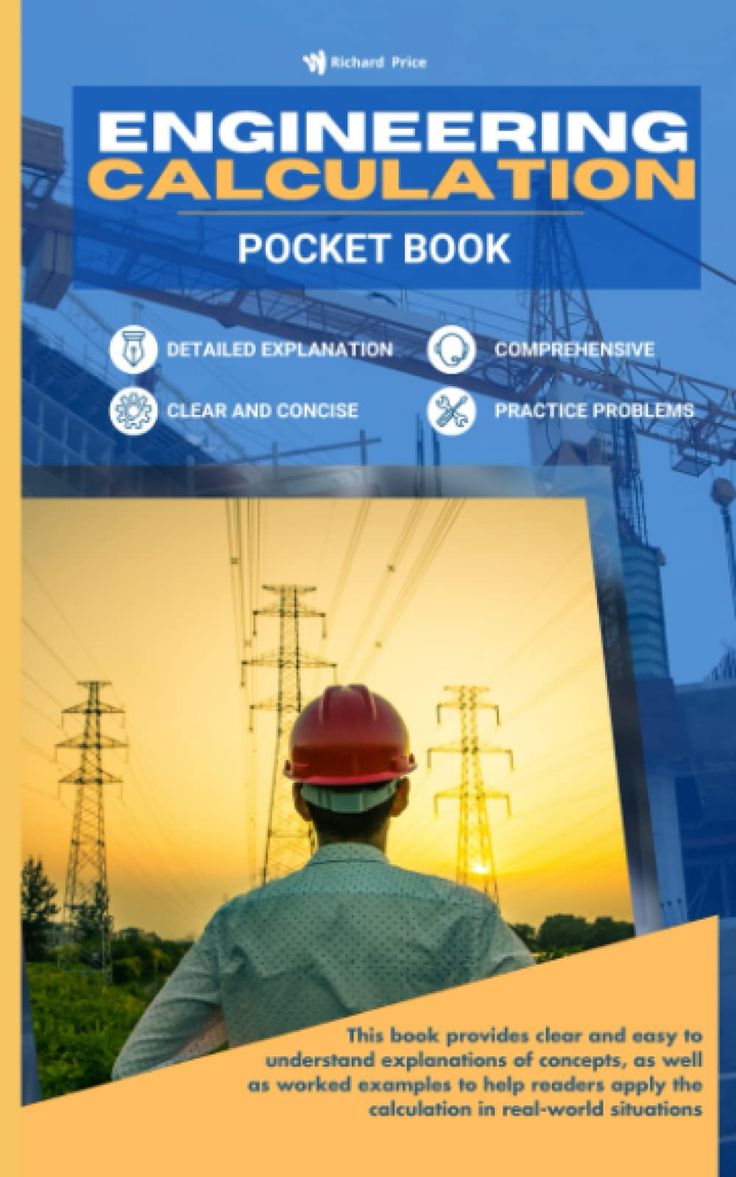 Richard Price
ENGINEERING
CALCULATION
POCKET BOOK
DETAILED EXPLANATION
COMPREHENSIVE
CLEAR AND CONCISE
PRACTICE PROBLEMS
This book provides clear and easy to
understand explanations of concepts, as well
as worked examples to help readers apply the
calculation in real-world situations